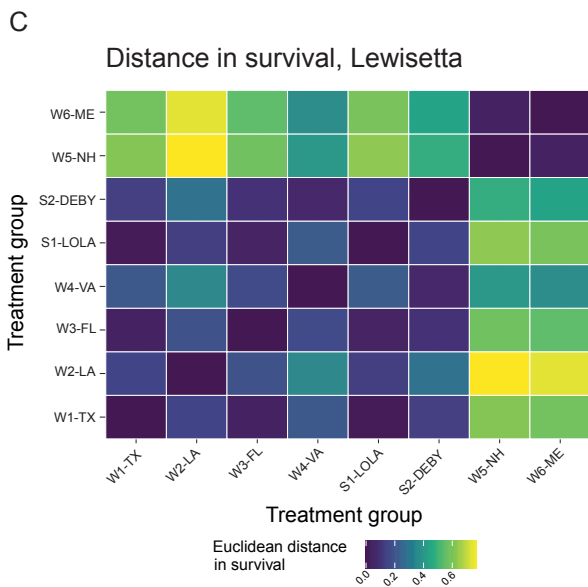 C
Distance in survival, Lewisetta
Treatment group
W6-ME
W5-NH
S2-DEBY
S1-LOLA
W4-VA
W3-FL
W2-LA
W1-TX
W1-TX
W2-LA
W3-FL
W4-VA
S1-LOLA
S2-DEBY
W5-NH
W6-ME
Treatment group
Euclidean distance
in survival
0.0
0.2
0.4
0.6